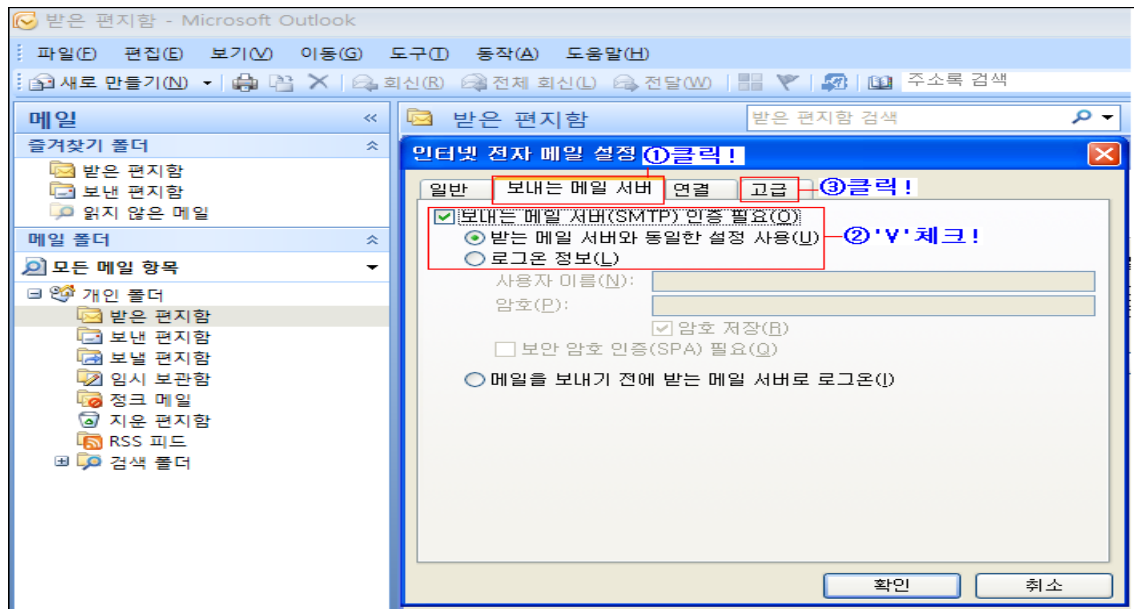 받은 편지함 - Microsoft Outlook
파일(F) 편집(E) 보기(V) 이동(G) 도구(T) 동작(A) 도움말(H)
새로 만들기(N) 회신(R) 전체 회신(L) 전달(W) 주소록 검색
메일
즐겨찾기 폴더
받은 편지함
보낸 편지함
읽지 않은 메일
메일 폴더
모든 메일 항목
개인 폴더
받은 편지함
보낸 편지함
보낼 편지함
임시 보관함
정크 메일
지운 편지함
RSS 피드
검색 폴더
받은 편지함 받은 편지함 검색
인터넷 전자 메일 설정 ①클릭!
일반 보내는 메일 서버 연결 고급 ③클릭!
보내는 메일 서버(SMTP) 인증 필요(O)
받는 메일 서버와 동일한 설정 사용(U) ②'V'체크!
로그온 정보(L)
사용자 이름(N):
암호(P):
암호 저장(R)
보안 암호 인증(SPA) 필요(Q)
메일을 보내기 전에 받는 메일 서버로 로그온(I)
확인 취소